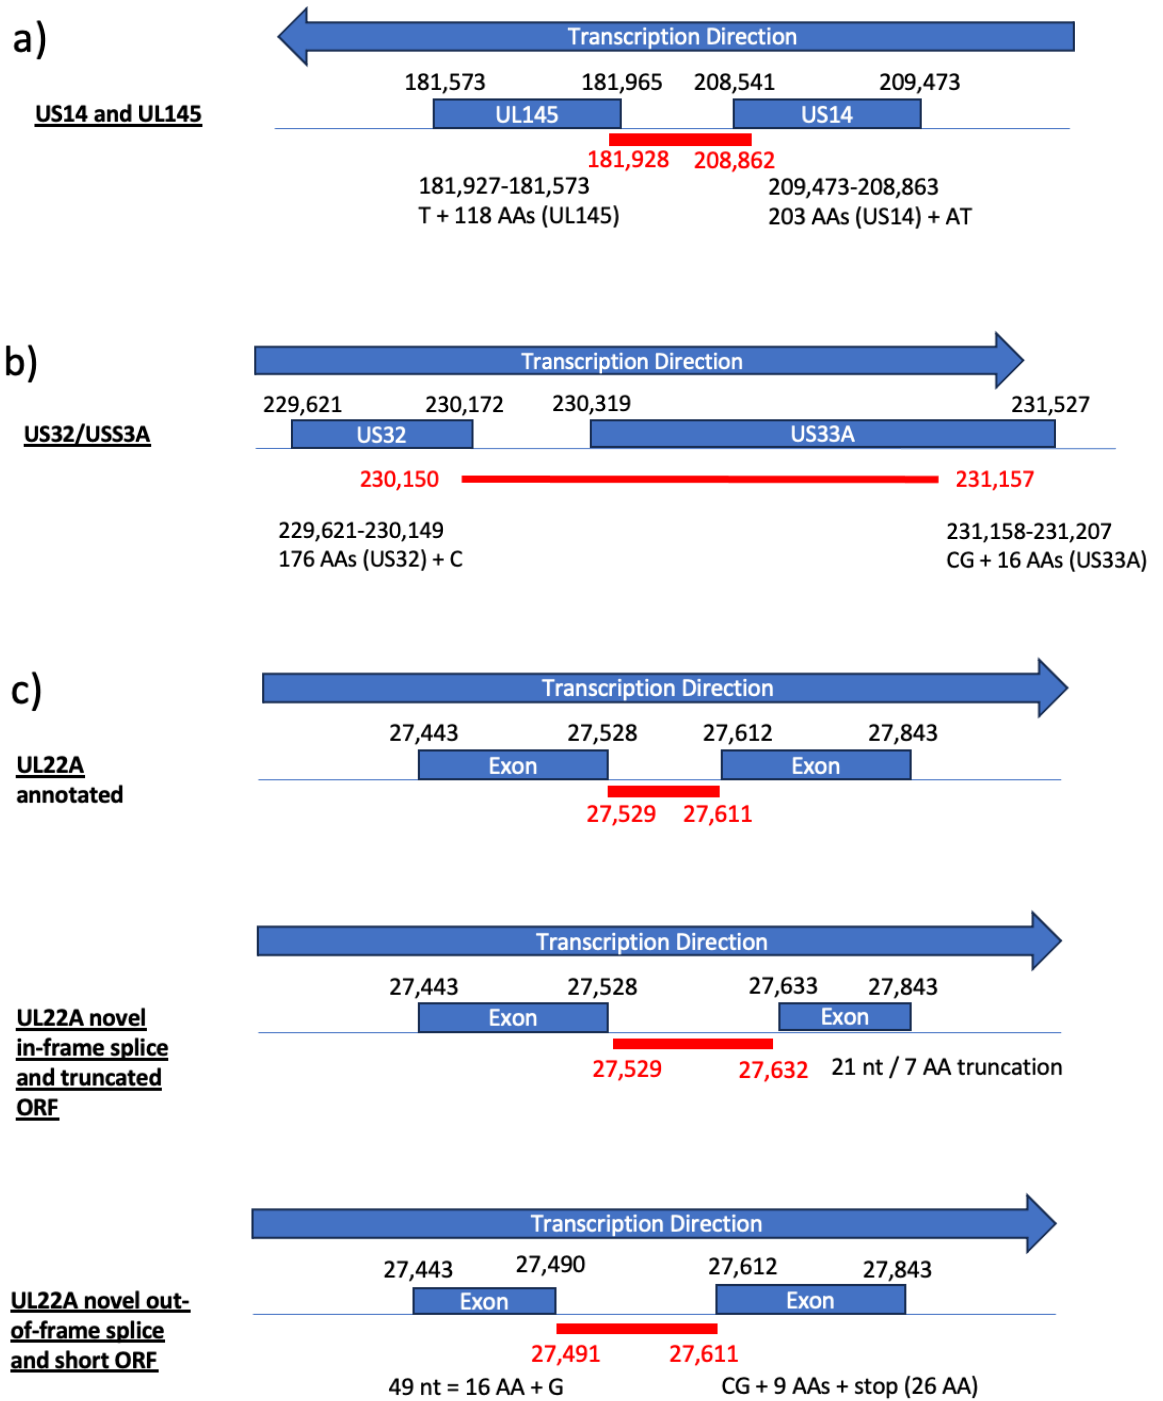 a)
Transcription Direction
181,573 181,965 208,541 209,473
US14 and UL145 UL145 US14
181,928 208,862
181,927-181,573 209,473-208,863
T + 118 AAs (UL145) 203 AAs (US14) + AT
b)
Transcription Direction
229,621 230,172 230,319 231,527
US32/USS3A US32 US33A
230,150 231,157
229,621-230,149 231,158-231,207
176 AAs (US32) + C CG + 16 AAs (US33A)
c)
Transcription Direction
27,443 27,528 27,612 27,843
UL22A Exon Exon
annotated
27,529 27,611
Transcription Direction
27,443 27,528 27,633 27,843
UL22A novel Exon Exon
in-frame splice
and truncated 27,529 27,632 21 nt / 7 AA truncation
ORF
Transcription Direction
27,443 27,490 27,612 27,843
UL22A novel out- Exon Exon
of-frame splice
and short ORF 27,491 27,611
49 nt = 16 AA + G CG + 9 AAs + stop (26 AA)